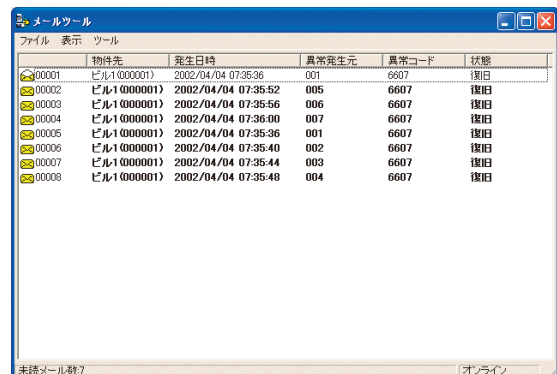 メールツール
ファイル 表示 ツール
物件先 発生日時 異常発生元 異常コード 状態
00001 ビル1(000001) 2002/04/04 07:35:36 001 6607 復旧
00002 ビル1(000001) 2002/04/04 07:35:52 005 6607 復旧
00003 ビル1(000001) 2002/04/04 07:35:56 006 6607 復旧
00004 ビル1(000001) 2002/04/04 07:36:00 007 6607 復旧
00005 ビル1(000001) 2002/04/04 07:35:36 001 6607 復旧
00006 ビル1(000001) 2002/04/04 07:35:40 002 6607 復旧
00007 ビル1(000001) 2002/04/04 07:35:44 003 6607 復旧
00008 ビル1(000001) 2002/04/04 07:35:48 004 6607 復旧
未読メール数:7 オンライン